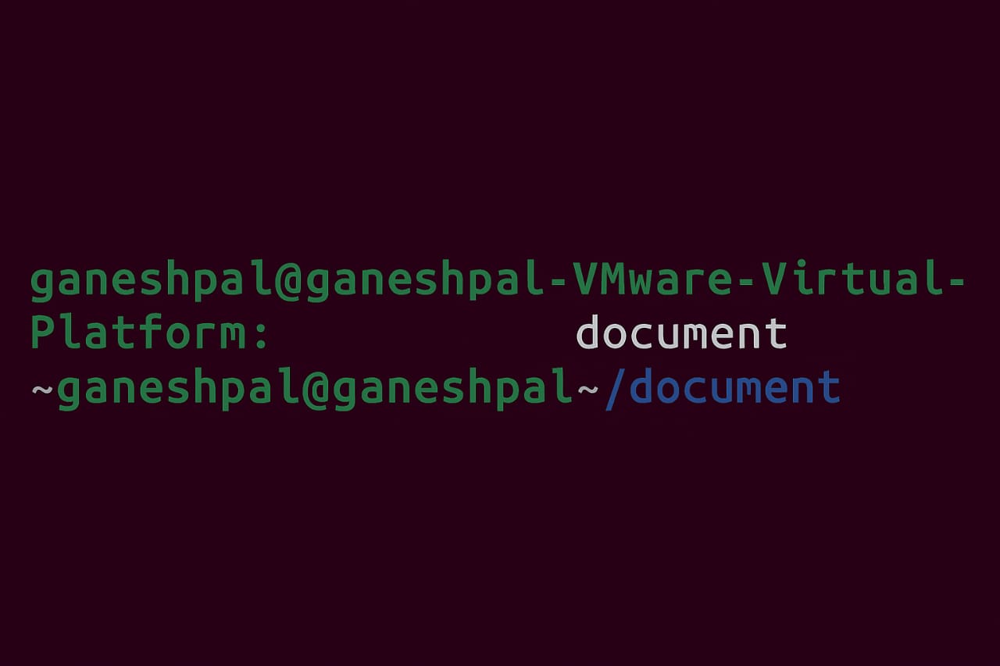 ganeshpal@ganeshpal-VMware-Virtual-
Platform: document
~ganeshpal@ganeshpal~/document